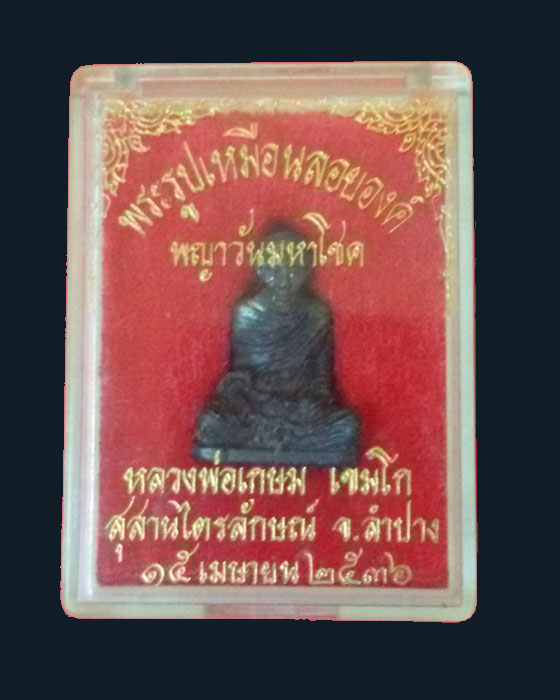 พระรูปเหมือนลอยองค์
พญาวันมหาโชค
หลวงพ่อเกษม เขมโก
สุสานไตรลักษณ์ จ.ลำปาง
๑๕ เมษายน ๒๕๓๖